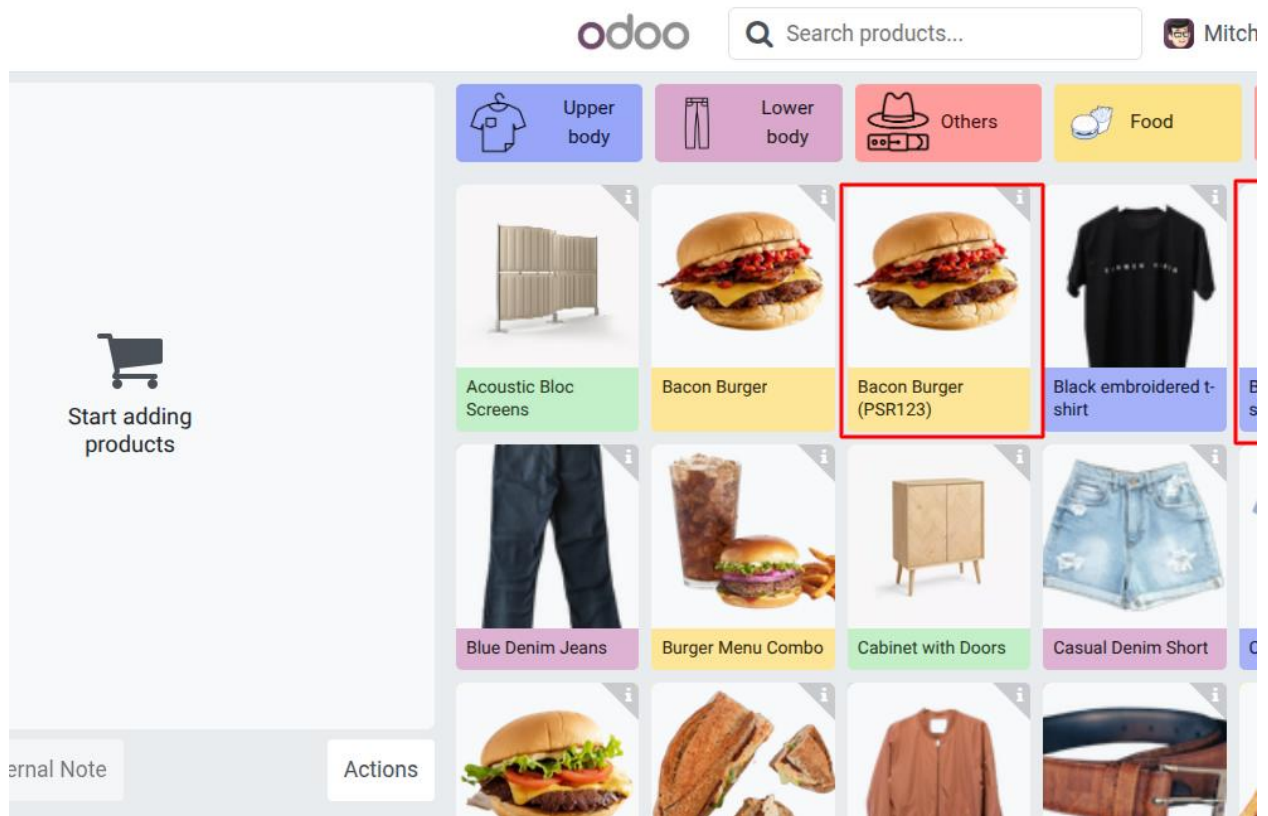 odoo
Search products...
Mitch
Upper
body
Lower
body
Others
Food
Acoustic Bloc
Screens
Bacon Burger
Bacon Burger
(PSR123)
Black embroidered t-
shirt
B
s
Start adding
products
Blue Denim Jeans
Burger Menu Combo
Cabinet with Doors
Casual Denim Short
C
ernal Note
Actions